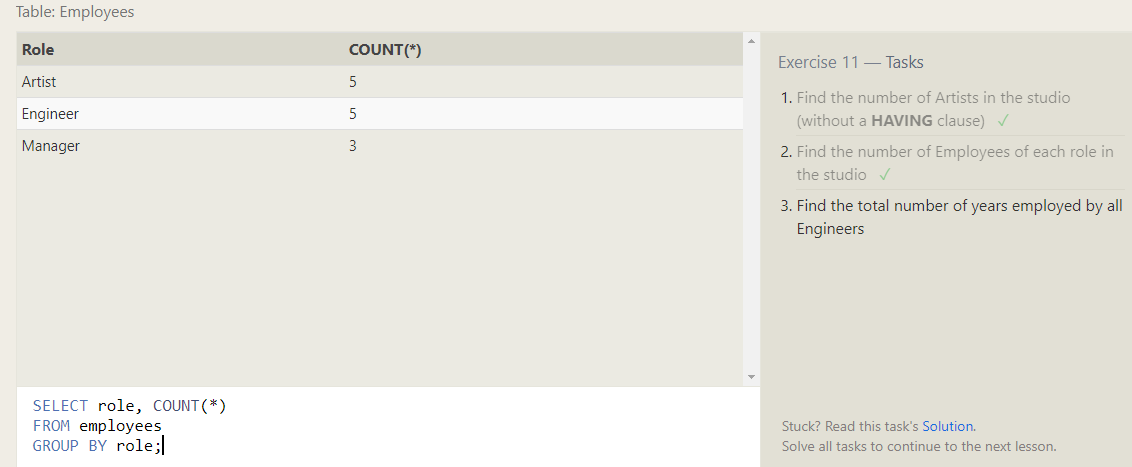 Table: Employees
Role COUNT(*)
Artist 5
Engineer 5
Manager 3
SELECT role, COUNT(*)
FROM employees
GROUP BY role;
Exercise 11 — Tasks
1. Find the number of Artists in the studio
(without a HAVING clause) ✓
2. Find the number of Employees of each role in
the studio ✓
3. Find the total number of years employed by all
Engineers
Stuck? Read this task's Solution.
Solve all tasks to continue to the next lesson.